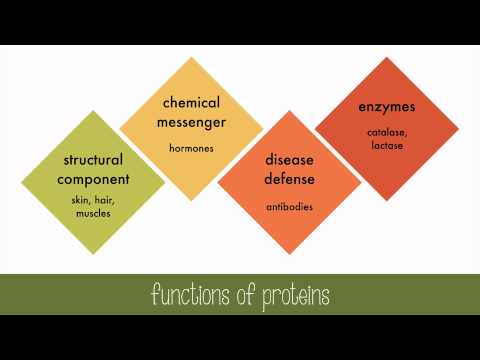 structural
component
skin, hair,
muscles
chemical
messenger
hormones
disease
defense
antibodies
enzymes
catalase,
lactase
functions of proteins